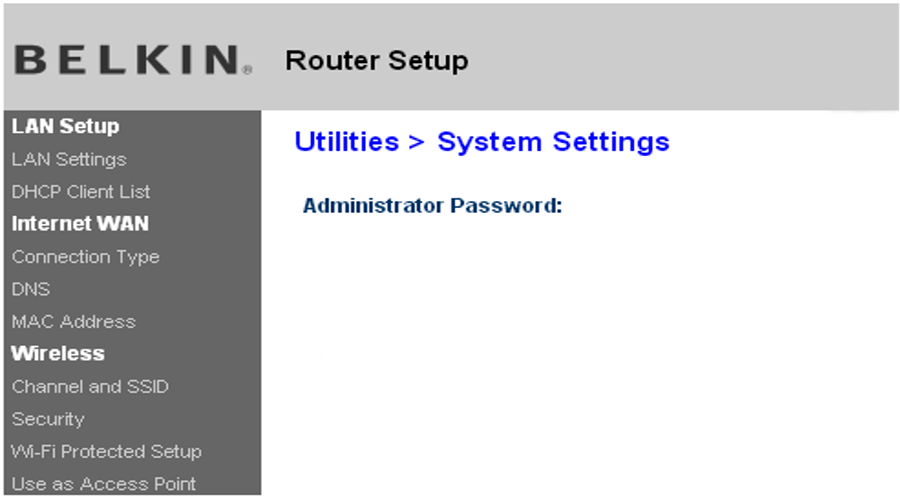 BELKIN® Router Setup
LAN Setup
LAN Settings
DHCP Client List
Internet WAN
Connection Type
DNS
MAC Address
Wireless
Channel and SSID
Security
Wi-Fi Protected Setup
Use as Access Point
Utilities > System Settings
Administrator Password: